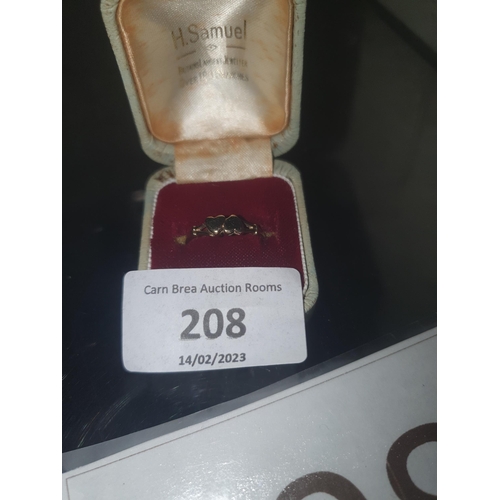 H.Samuel
Carn Brea Auction Rooms
208
14/02/2023